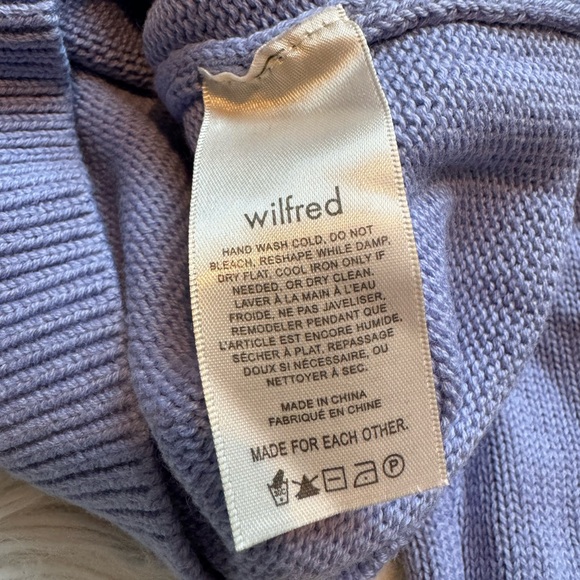 wilfred
HAND WASH COLD, DO NOT
BLEACH, RESHAPE WHILE DAMP.
DRY FLAT, COOL IRON ONLY IF
NEEDED, OR DRY CLEAN.
LAVER À LA MAIN À L'EAU
FROIDE, NE PAS JAVELISER,
REMODELER PENDANT QUE
L'ARTICLE EST ENCORE HUMIDE.
SÉCHER À PLAT, REPASSAGE
DOUX SI NÉCESSAIRE, OU
NETTOYER À SEC.
MADE IN CHINA
FABRIQUÉ EN CHINE
MADE FOR EACH OTHER.
P